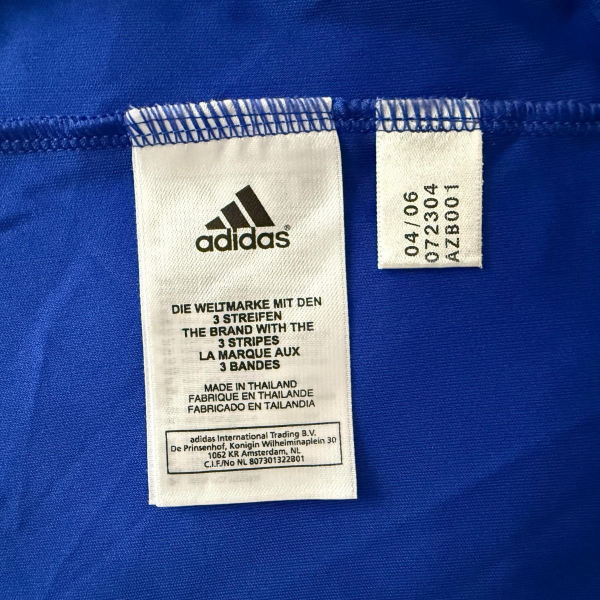 adidas®
DIE WELTMARKE MIT DEN
3 STREIFEN
THE BRAND WITH THE
3 STRIPES
LA MARQUE AUX
3 BANDES
MADE IN THAILAND
FABRIQUE EN THAILANDE
FABRICADO EN TAILANDIA
adidas International Trading B.V.
De Prinsenhof, Konigin Wilhelminaplein 30
1062 KR Amsterdam, NL
C.I.F./No NL 807301322B01
04/06
072304
AZB001